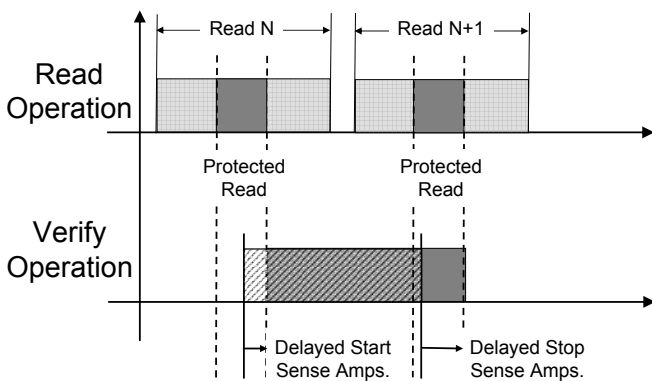 Read N
Read N+1
Read
Operation
Protected
Read
Protected
Read
Verify
Operation
Delayed Start
Sense Amps.
Delayed Stop
Sense Amps.